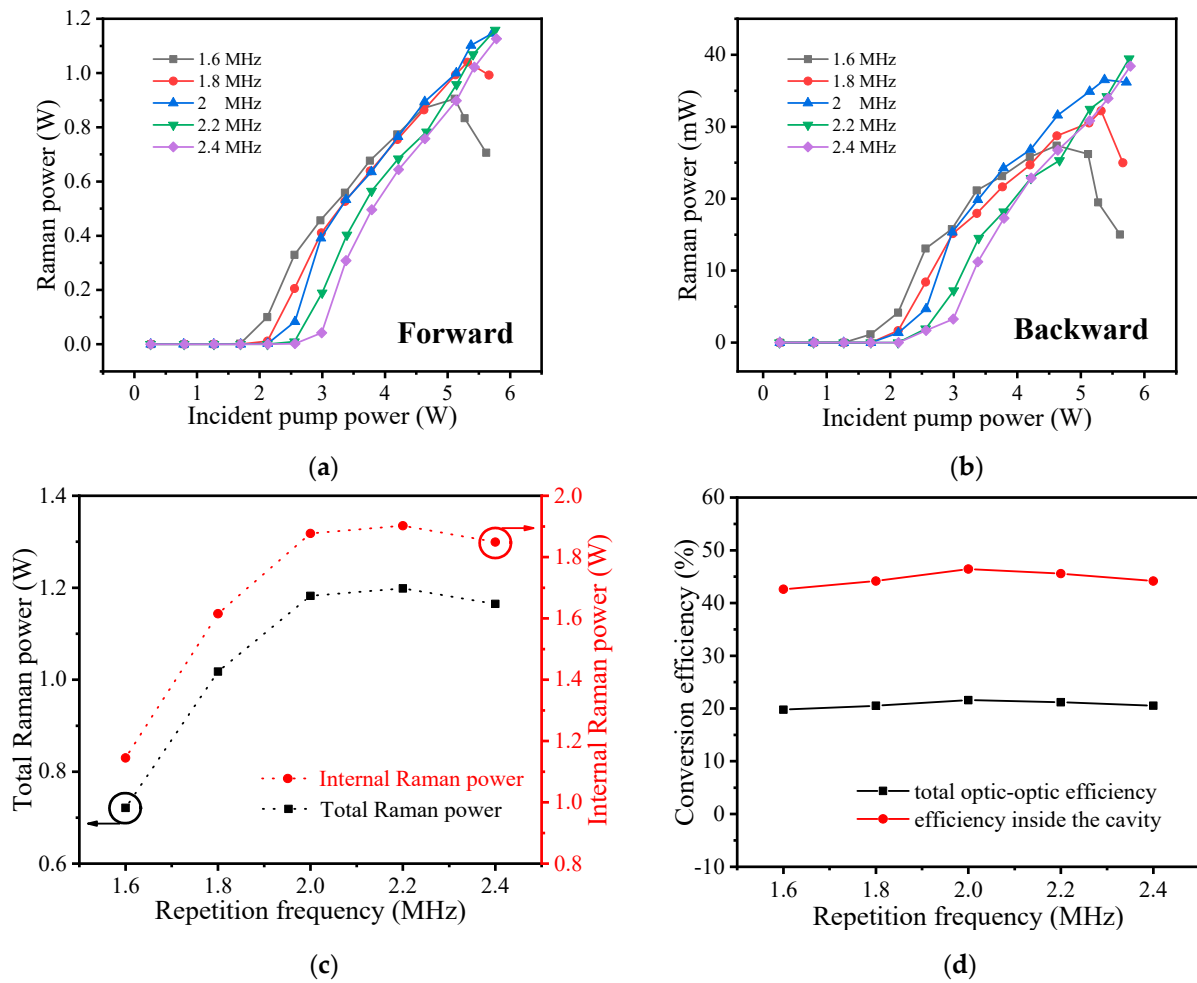 1.2
1.0
0.8
0.6
0.4
0.2
0.0
Raman power (W)
1.6 MHz
1.8 MHz
2 MHz
2.2 MHz
2.4 MHz
Forward
0 1 2 3 4 5 6
Incident pump power (W)
(a)
40
30
20
10
0
Raman power (mW)
1.6 MHz
1.8 MHz
2 MHz
2.2 MHz
2.4 MHz
Backward
0 1 2 3 4 5 6
Incident pump power (W)
(b)
1.4
1.2
1.0
0.8
0.6
Total Raman power (W)
2.0
1.8
1.6
1.4
1.2
1.0
0.8
Internal Raman power (W)
Internal Raman power
Total Raman power
1.6 1.8 2.0 2.2 2.4
Repetition frequency (MHz)
(c)
60
50
40
30
20
10
0
-10
Conversion efficiency (%)
total optic-optic efficiency
efficiency inside the cavity
1.6 1.8 2.0 2.2 2.4
Repetition frequency (MHz)
(d)